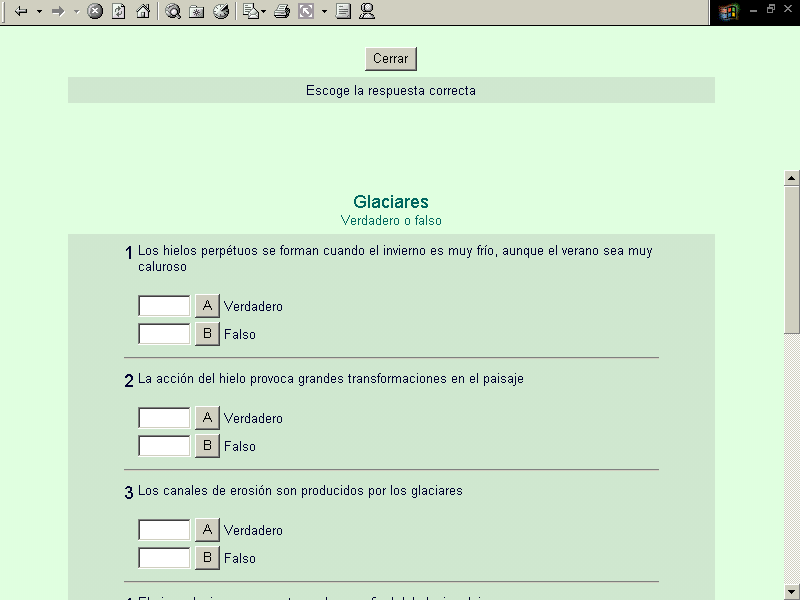 Cerrar
Escoge la respuesta correcta
Glaciares
Verdadero o falso
1 Los hielos perpétuos se forman cuando el invierno es muy frío, aunque el verano sea muy
caluroso
A Verdadero
B Falso
2 La acción del hielo provoca grandes transformaciones en el paisaje
A Verdadero
B Falso
3 Los canales de erosión son producidos por los glaciares
A Verdadero
B Falso